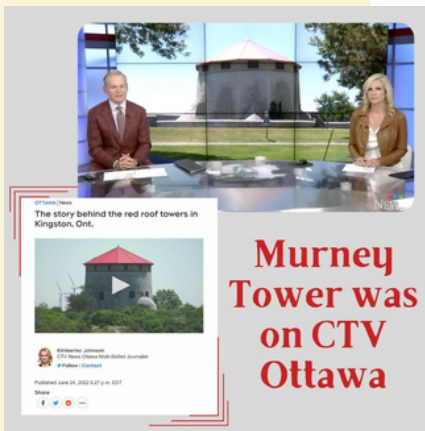 NEWS
OTTAWA | News
The story behind the red roof towers in
Kingston, Ont.
Kimberley Johnson
CTV News Ottawa Multi-Skilled Journalist
Follow | Contact
Published June 24, 2022 6:27 p.m. EDT
Share
Murney
Tower was
on CTV
Ottawa